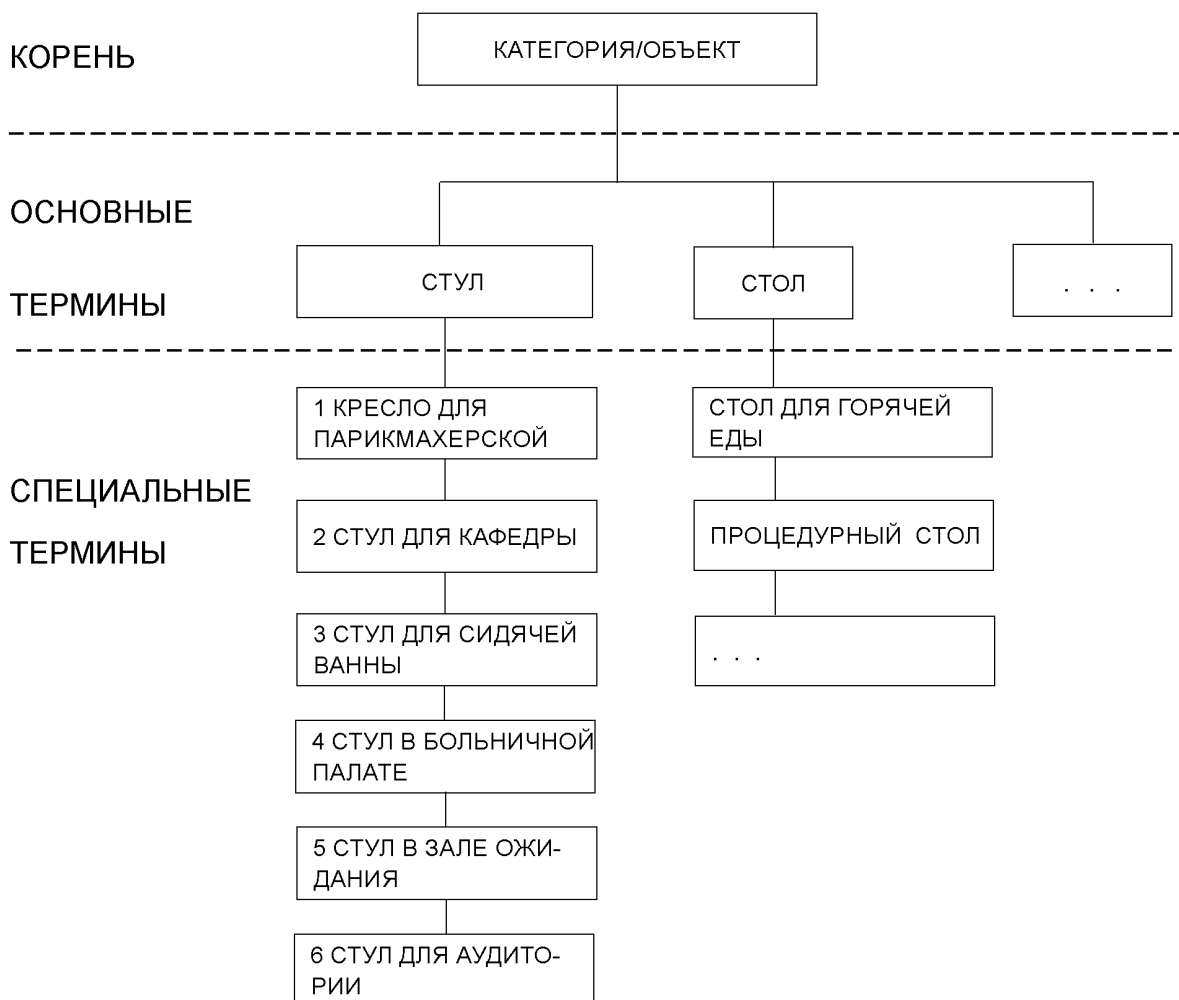 КОРЕНЬ
КАТЕГОРИЯ/ОБЪЕКТ
ОСНОВНЫЕ
ТЕРМИНЫ
СТУЛ
СТОЛ
. . .
1 КРЕСЛО ДЛЯ
ПАРИКМАХЕРСКОЙ
СТОЛ ДЛЯ ГОРЯЧЕЙ
ЕДЫ
СПЕЦИАЛЬНЫЕ
ТЕРМИНЫ
2 СТУЛ ДЛЯ КАФЕДРЫ
ПРОЦЕДУРНЫЙ СТОЛ
3 СТУЛ ДЛЯ СИДЯЧЕЙ
ВАННЫ
. . .
4 СТУЛ В БОЛЬНИЧНОЙ
ПАЛАТЕ
5 СТУЛ В ЗАЛЕ ОЖИ-
ДАНИЯ
6 СТУЛ ДЛЯ АУДИТО-
РИИ